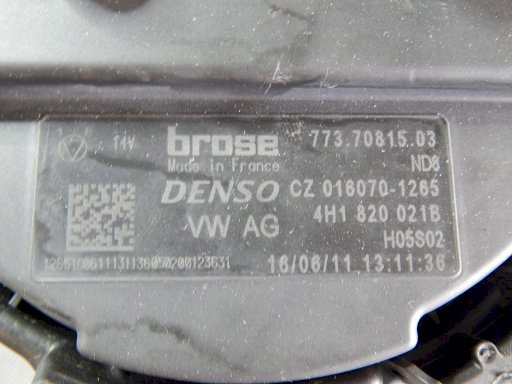 14V brose 773.70815.03
Made in France ND8
DENSO CZ 016070-1265
VW AG 4H1 820 021B
H05S02
16/06/11 13:11:36